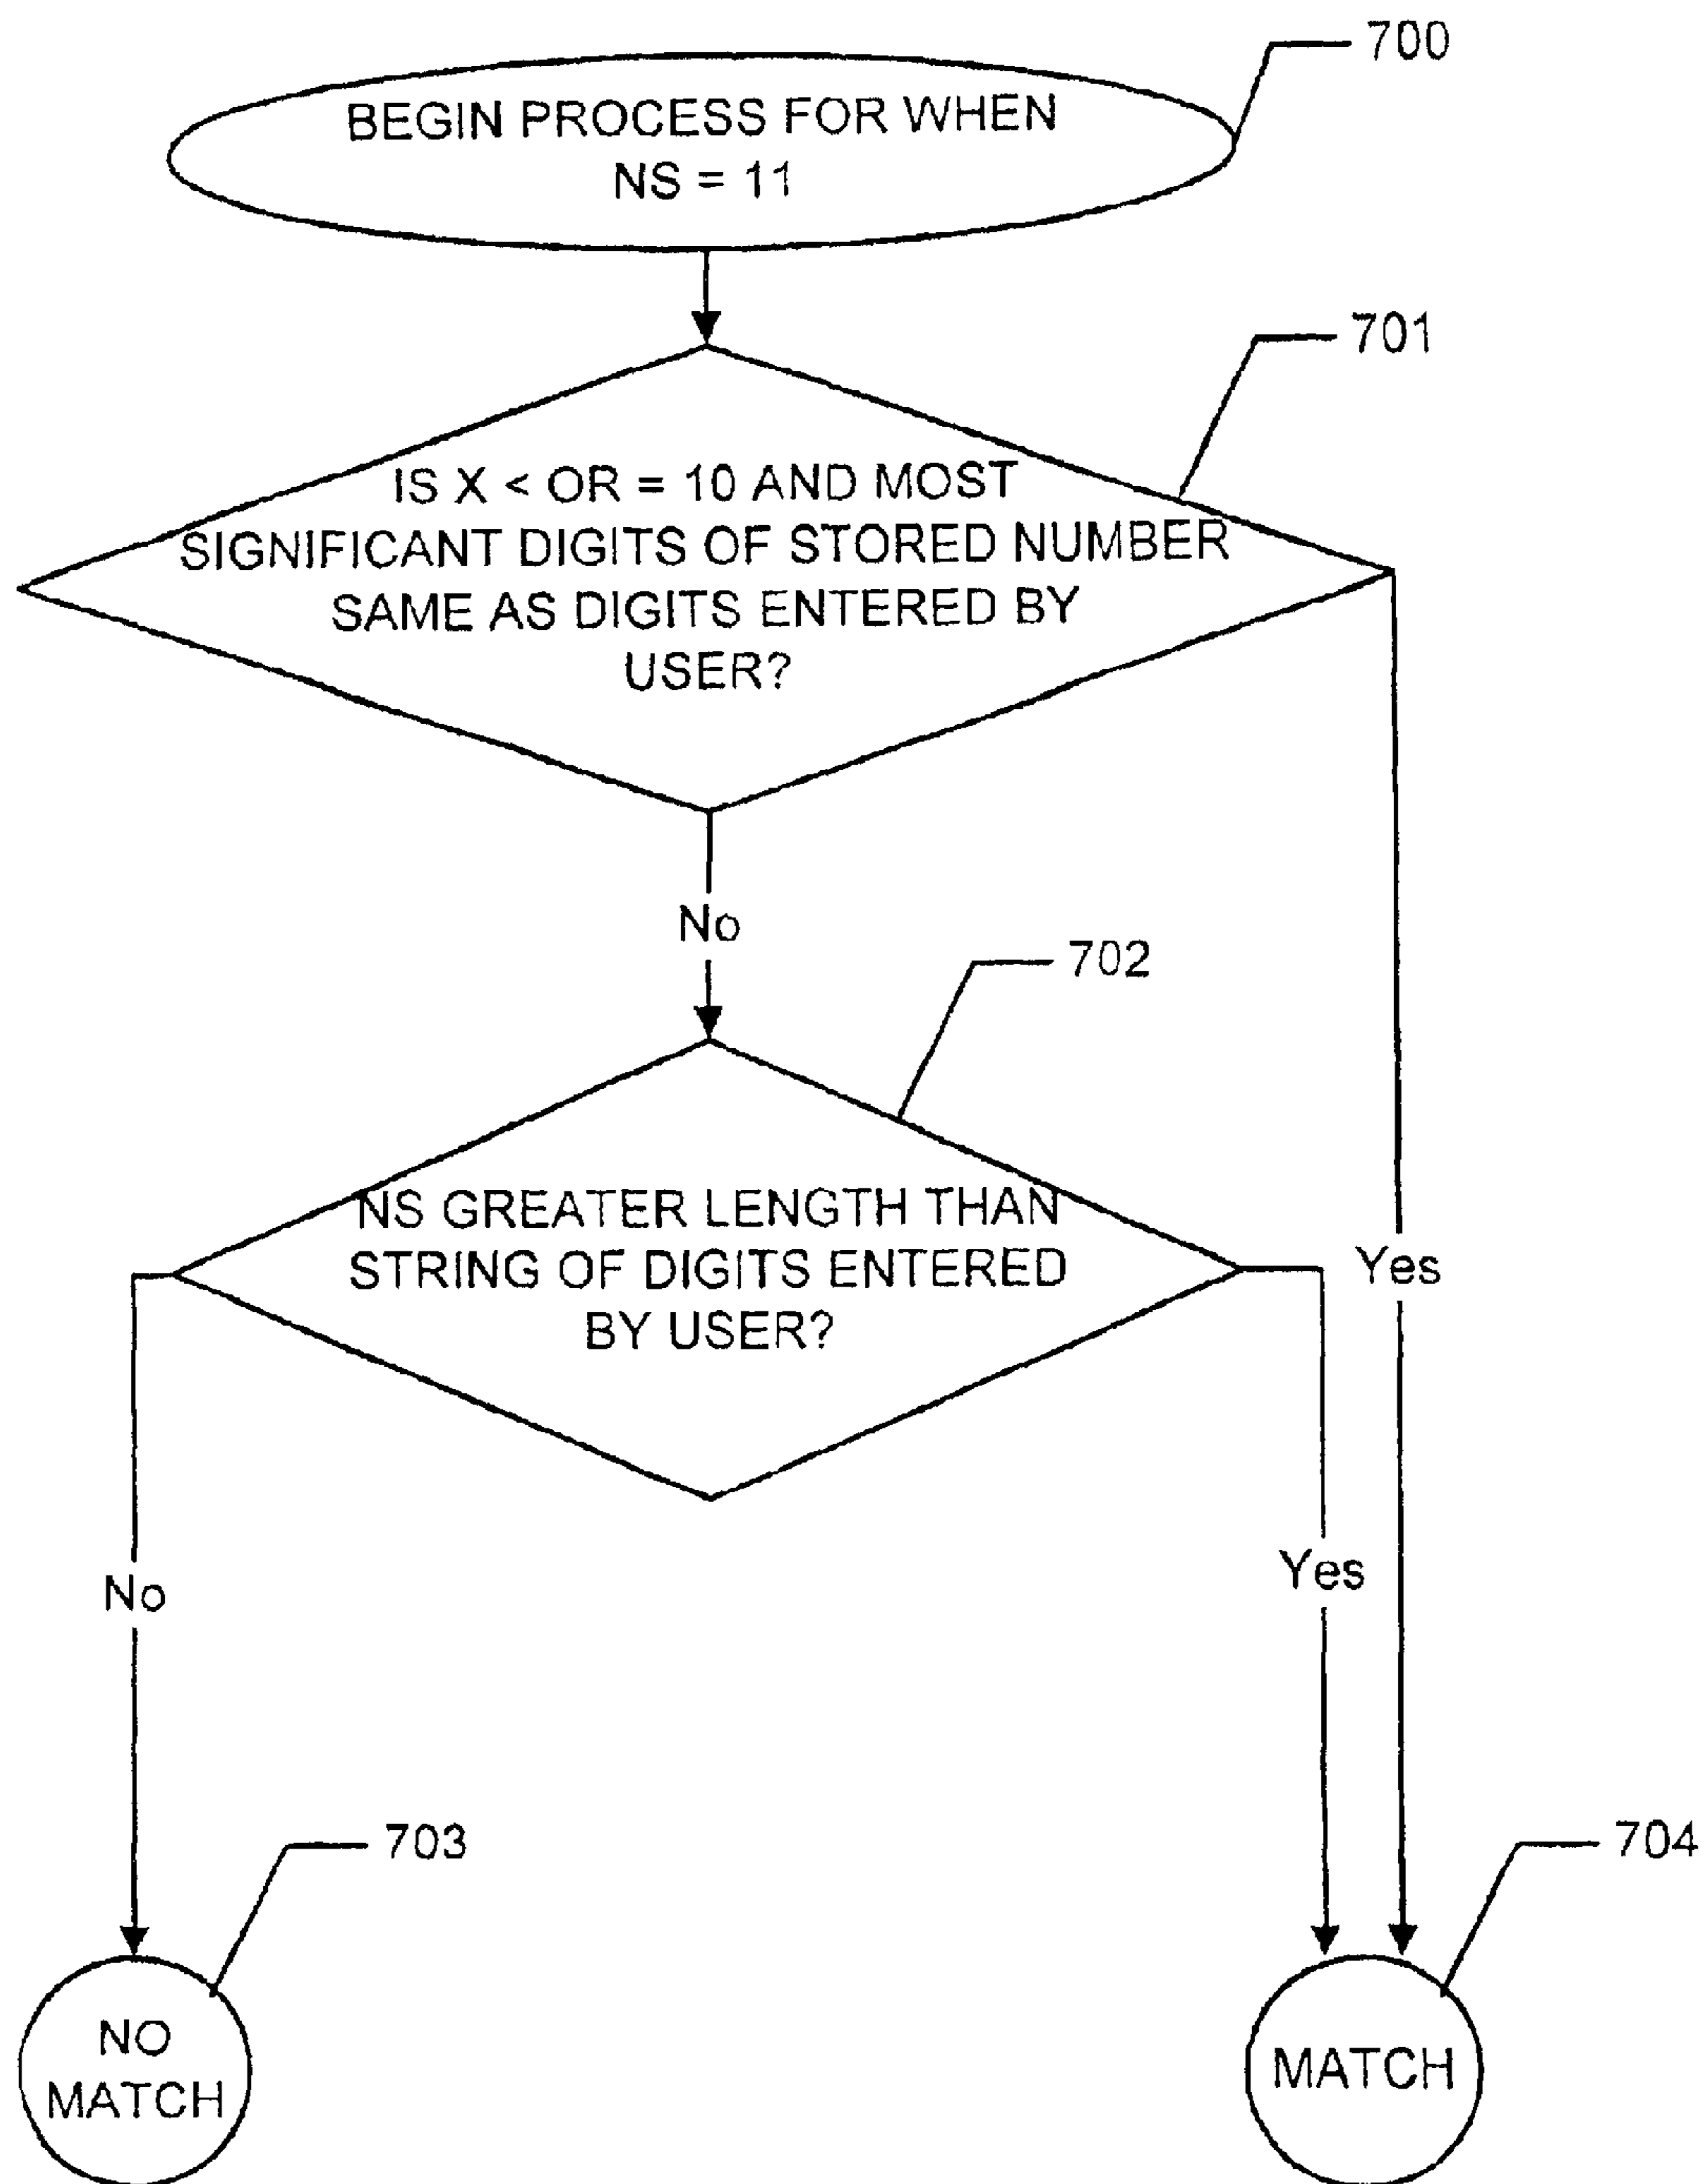 700
BEGIN PROCESS FOR WHEN
NS = 11
701
IS X < OR = 10 AND MOST
SIGNIFICANT DIGITS OF STORED NUMBER
SAME AS DIGITS ENTERED BY
USER?
No
702
NS GREATER LENGTH THAN
STRING OF DIGITS ENTERED
BY USER?
Yes
No
Yes
703
704
NO
MATCH
MATCH